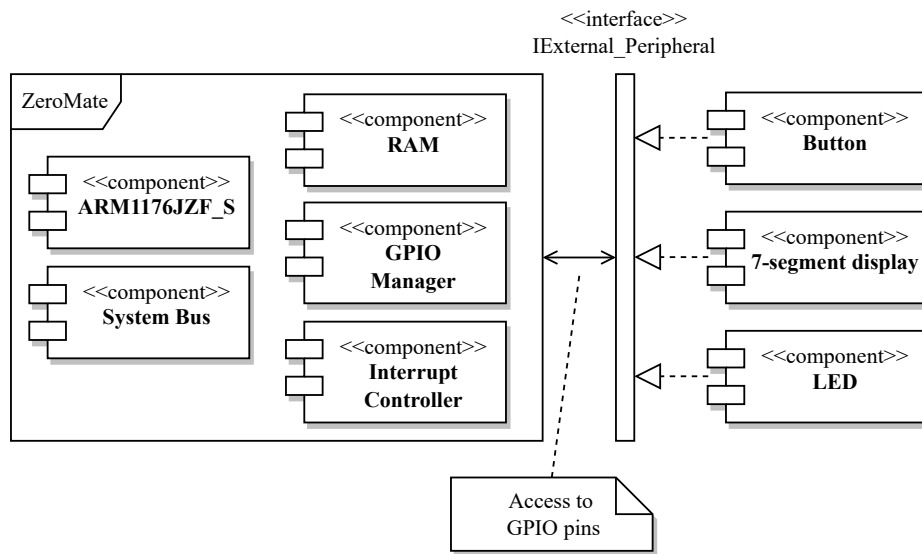 <<interface>>
IExternal_Peripheral
ZeroMate
<<component>>
ARM1176JZF_S
<<component>>
System Bus
<<component>>
RAM
<<component>>
GPIO
Manager
<<component>>
Interrupt
Controller
<<component>>
Button
<<component>>
7-segment display
<<component>>
LED
Access to
GPIO pins